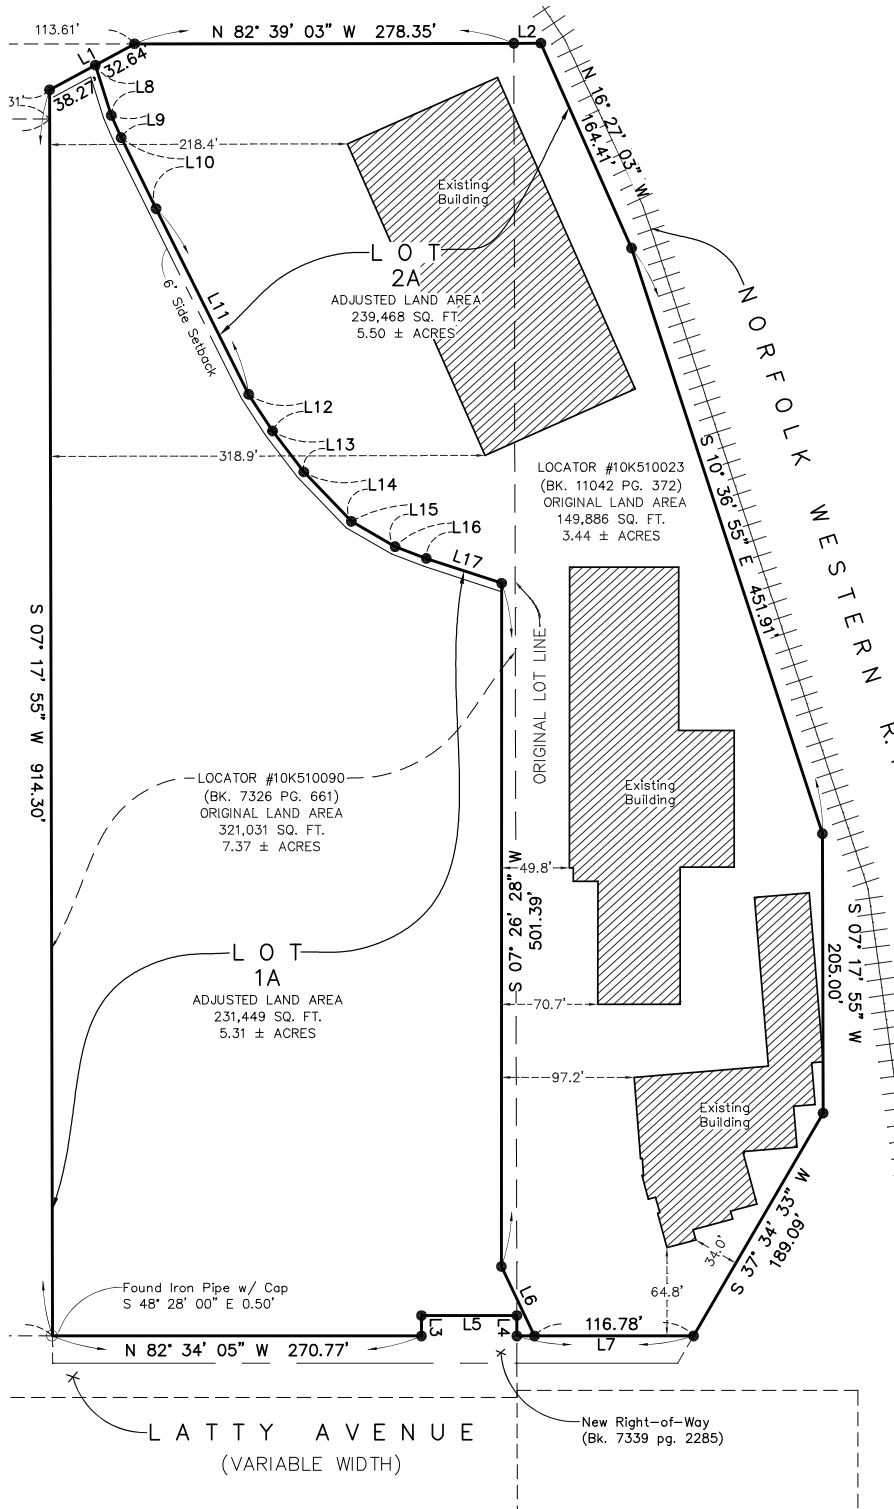 113.61'
N 82° 39' 03" W 278.35'
L2
L1
32.64'
38.27'
31'
L8
L9
L10
218.4'
N 16° 27' 03" W
164.41'
Existing
Building
LOT
2A
ADJUSTED LAND AREA
239,468 SQ. FT.
5.50 ± ACRES
6' Side Setback
L11
L12
L13
L14
L15
L16
L17
318.9'
NORFOLK WESTERN R.
LOCATOR #10K510023
(BK. 11042 PG. 372)
ORIGINAL LAND AREA
149,886 SQ. FT.
3.44 ± ACRES
S 10° 36' 55" E 451.91'
ORIGINAL LOT LINE
S 07° 17' 55" W 914.30'
LOCATOR #10K510090
(BK. 7326 PG. 661)
ORIGINAL LAND AREA
321,031 SQ. FT.
7.37 ± ACRES
Existing
Building
49.8'
S 07° 26' 28" W
501.39'
LOT
1A
ADJUSTED LAND AREA
231,449 SQ. FT.
5.31 ± ACRES
70.7'
97.2'
S 07° 17' 55" W
205.00'
Existing
Building
S 37° 34' 33" W
189.09'
34.0'
64.8'
Found Iron Pipe w/ Cap
S 48° 28' 00" E 0.50'
L3
L5
L4
L6
116.78'
L7
N 82° 34' 05" W 270.77'
LATTY AVENUE
(VARIABLE WIDTH)
New Right-of-Way
(Bk. 7339 pg. 2285)